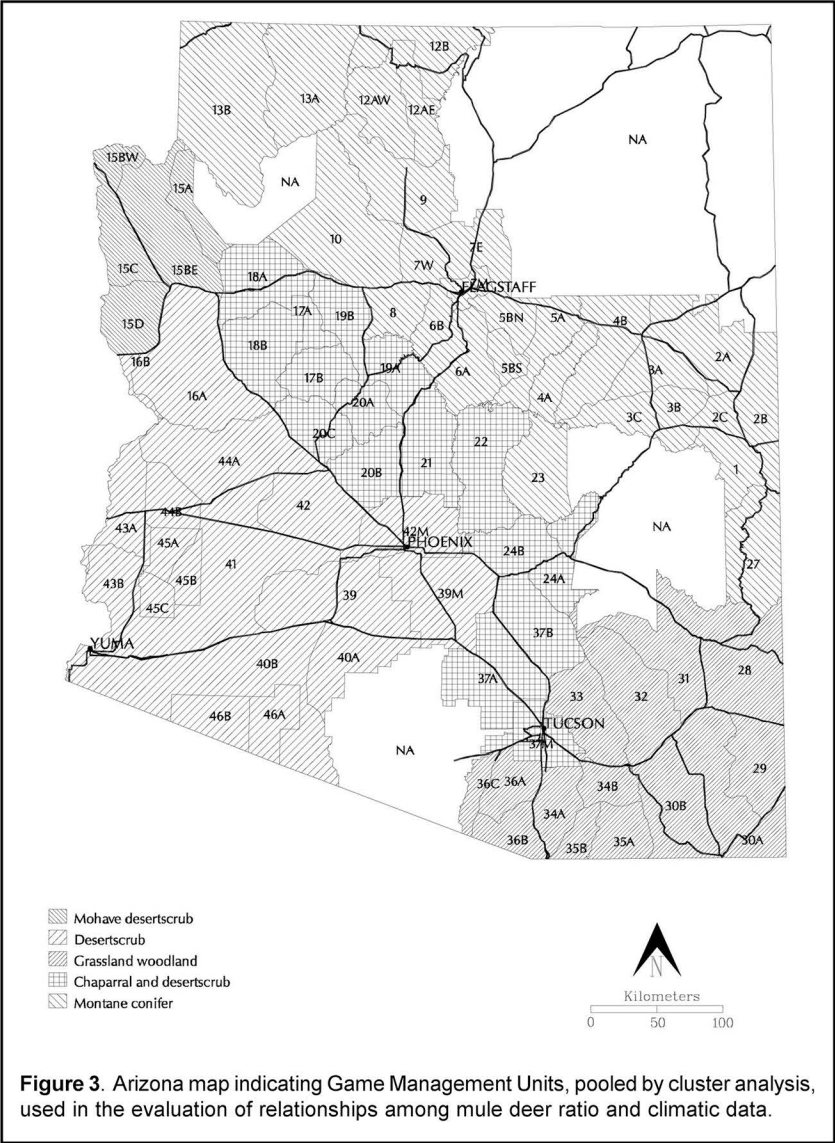 12B
13B
13A
12AW
12AE
NA
15BW
15A
NA
9
10
7E
7W
15C
15BE
18A
FLAGSTAFF
15D
17A
19B
8
6B
5BN
5A
4B
16B
18B
2A
17B
19A
6A
5BS
3A
16A
20A
4A
3B
2C
2B
3C
20C
22
44A
20B
21
23
1
42
44B
43A
42M
NA
45A
PHOENIX
24B
41
27
43B
45B
24A
45C
39
39M
37B
YUMA
40B
40A
31
28
37A
33
32
46B
46A
TUCSON
NA
37M
29
36C
36A
34B
30B
34A
36B
35B
35A
30A
Mohave desertscrub
Desertscrub
Grassland woodland
Chaparral and desertscrub
Montane conifer
N
Kilometers
0 50 100
Figure 3. Arizona map indicating Game Management Units, pooled by cluster analysis,
used in the evaluation of relationships among mule deer ratio and climatic data.